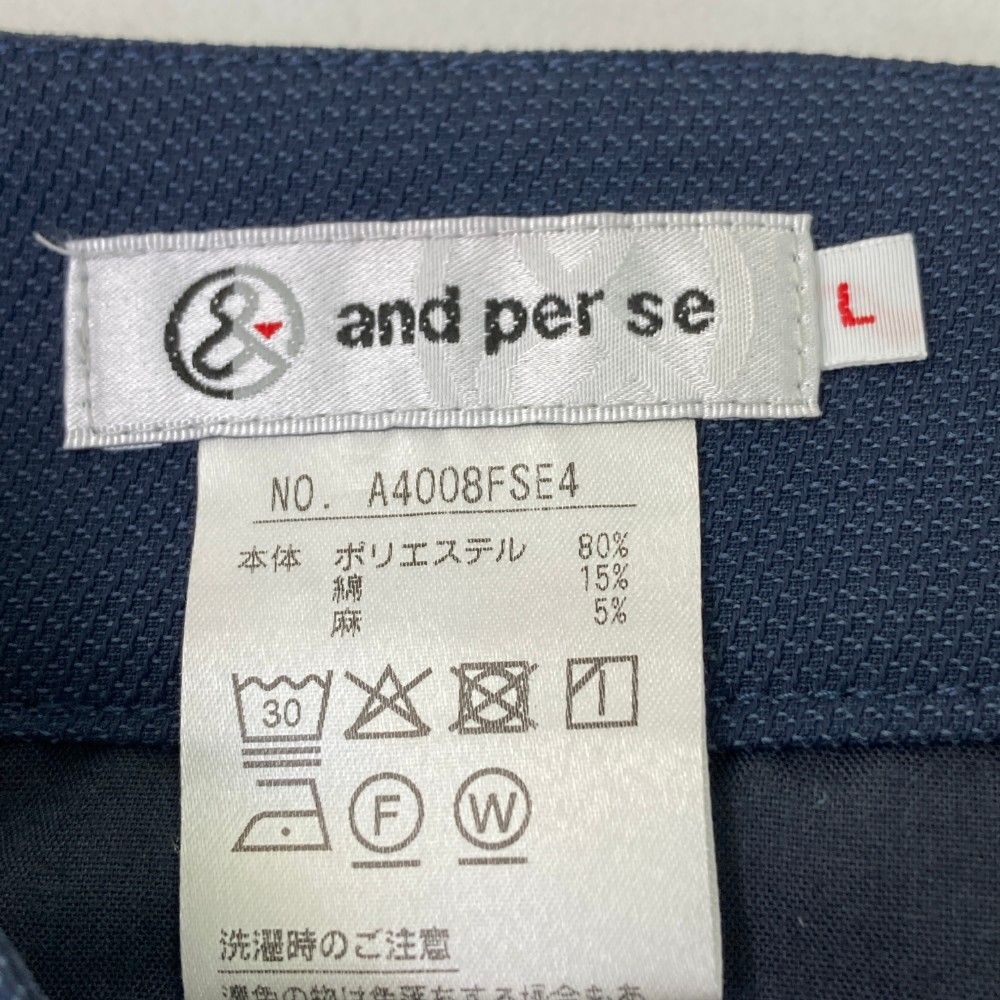 & and per se
L
NO. A4008FSE4
本体 ポリエステル 80%
綿 15%
麻 5%
30
F W
洗濯時のご注意